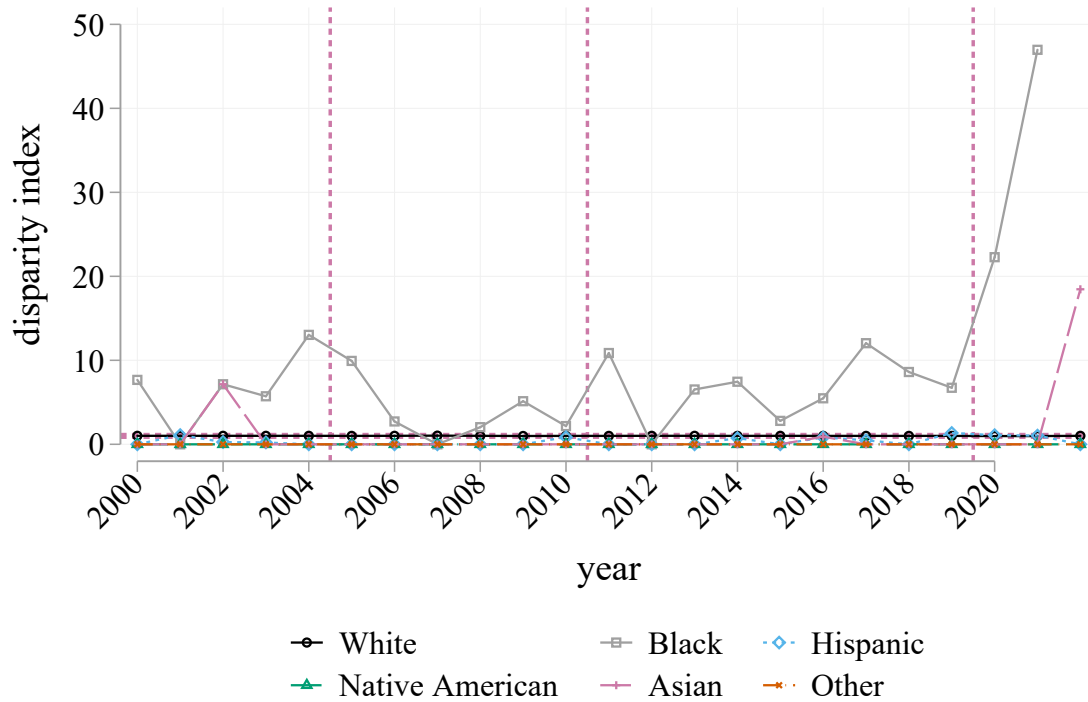 50
40
30
20
10
0
disparity index
2000 2002 2004 2006 2008 2010 2012 2014 2016 2018 2020
year
White Black Hispanic
Native American Asian Other